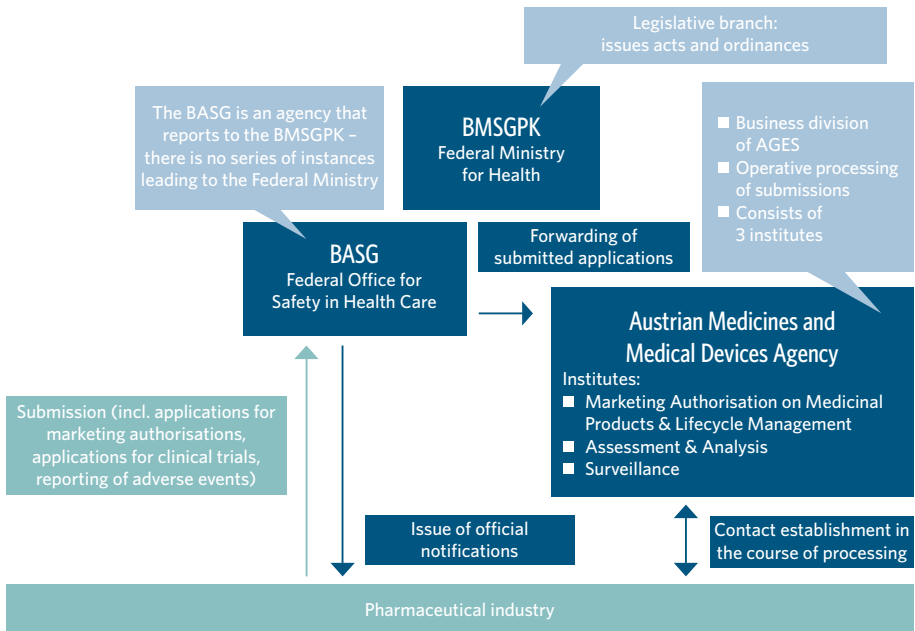 Legislative branch:
issues acts and ordinances
The BASG is an agency that
reports to the BMSGPK –
there is no series of instances
leading to the Federal Ministry
BMSGPK
Federal Ministry
for Health
Business division
of AGES
Operative processing
of submissions
Consists of
3 institutes
BASG
Federal Office for
Safety in Health Care
Forwarding of
submitted applications
Austrian Medicines and
Medical Devices Agency
Institutes:
Marketing Authorisation on Medicinal
Products & Lifecycle Management
Assessment & Analysis
Surveillance
Submission (incl. applications for
marketing authorisations,
applications for clinical trials,
reporting of adverse events)
Issue of official
notifications
Contact establishment in
the course of processing
Pharmaceutical industry